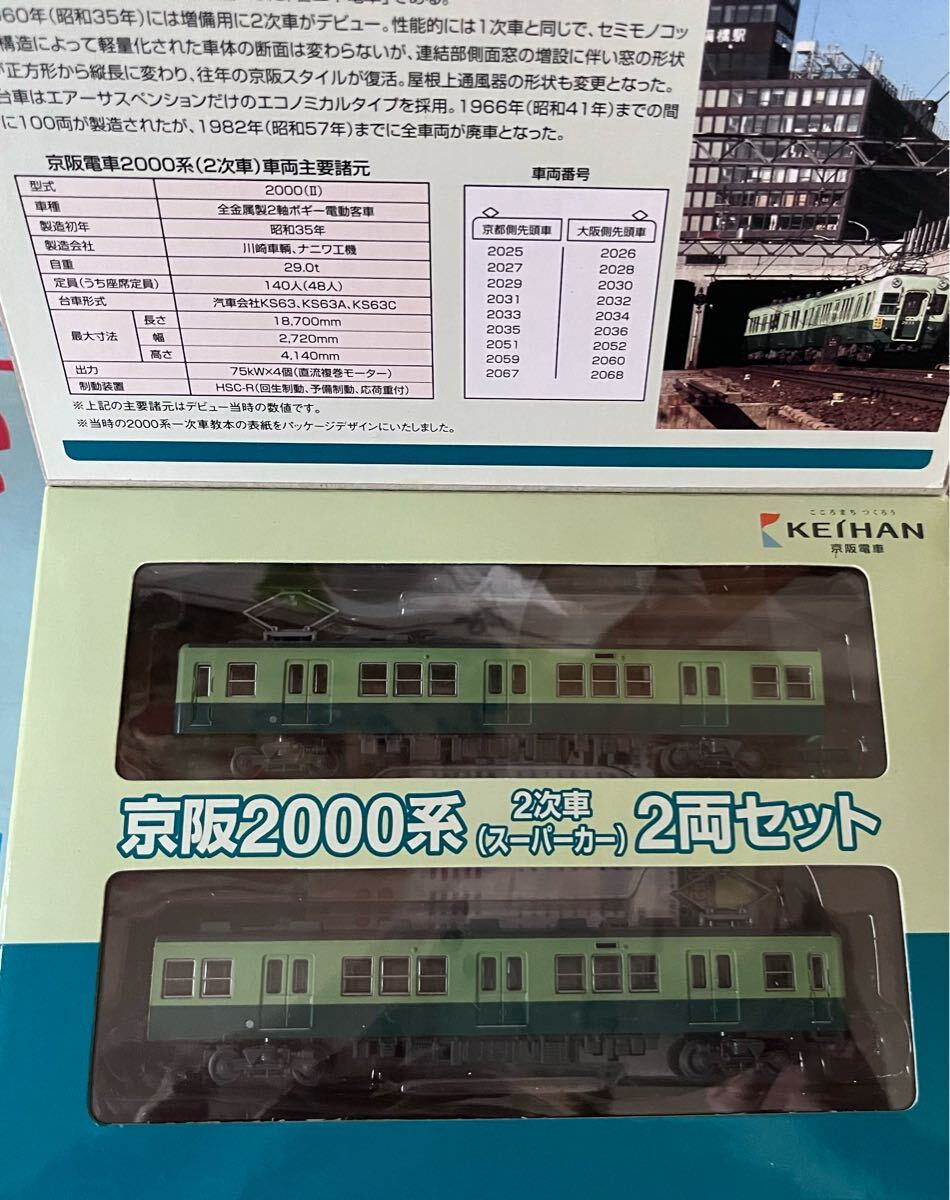 60年(昭和35年)には増備用に2次車がデビュー。性能的には1次車と同じで、セミモノコッ
構造によって軽量化された車体の断面は変わらないが、連結部側面窓の増設に伴い窓の形状
が正方形から縦長に変わり、往年の京阪スタイルが復活。屋根上通風器の形状も変更となった。
台車はエアーサスペンションだけのエコノミカルタイプを採用。1966年(昭和41年)までの間
に100両が製造されたが、1982年(昭和57年)までに全車両が廃車となった。
京阪電車2000系(2次車)車両主要諸元
型式 2000(Ⅱ)
車種 全金属製2軸ボギー電動客車
製造初年 昭和35年
製造会社 川崎車輌、ナニワ工機
自重 29.0t
定員(うち座席定員) 140人(48人)
台車形式 汽車会社KS63、KS63A、KS63C
最大寸法 長さ 18,700mm
幅 2,720mm
高さ 4,140mm
出力 75kW×4個(直流複巻モーター)
制動装置 HSC-R(回生制動、予備制動、応荷重付)
※上記の主要諸元はデビュー当時の数値です。
※当時の2000系一次車教本の表紙をパッケージデザインにいたしました。
車両番号
京都側先頭車 大阪側先頭車
2025 2026
2027 2028
2029 2030
2031 2032
2033 2034
2035 2036
2051 2052
2059 2060
2067 2068
こころまち つくろう
KEIHAN
京阪電車
京阪2000系 2次車 (スーパーカー) 2両セット